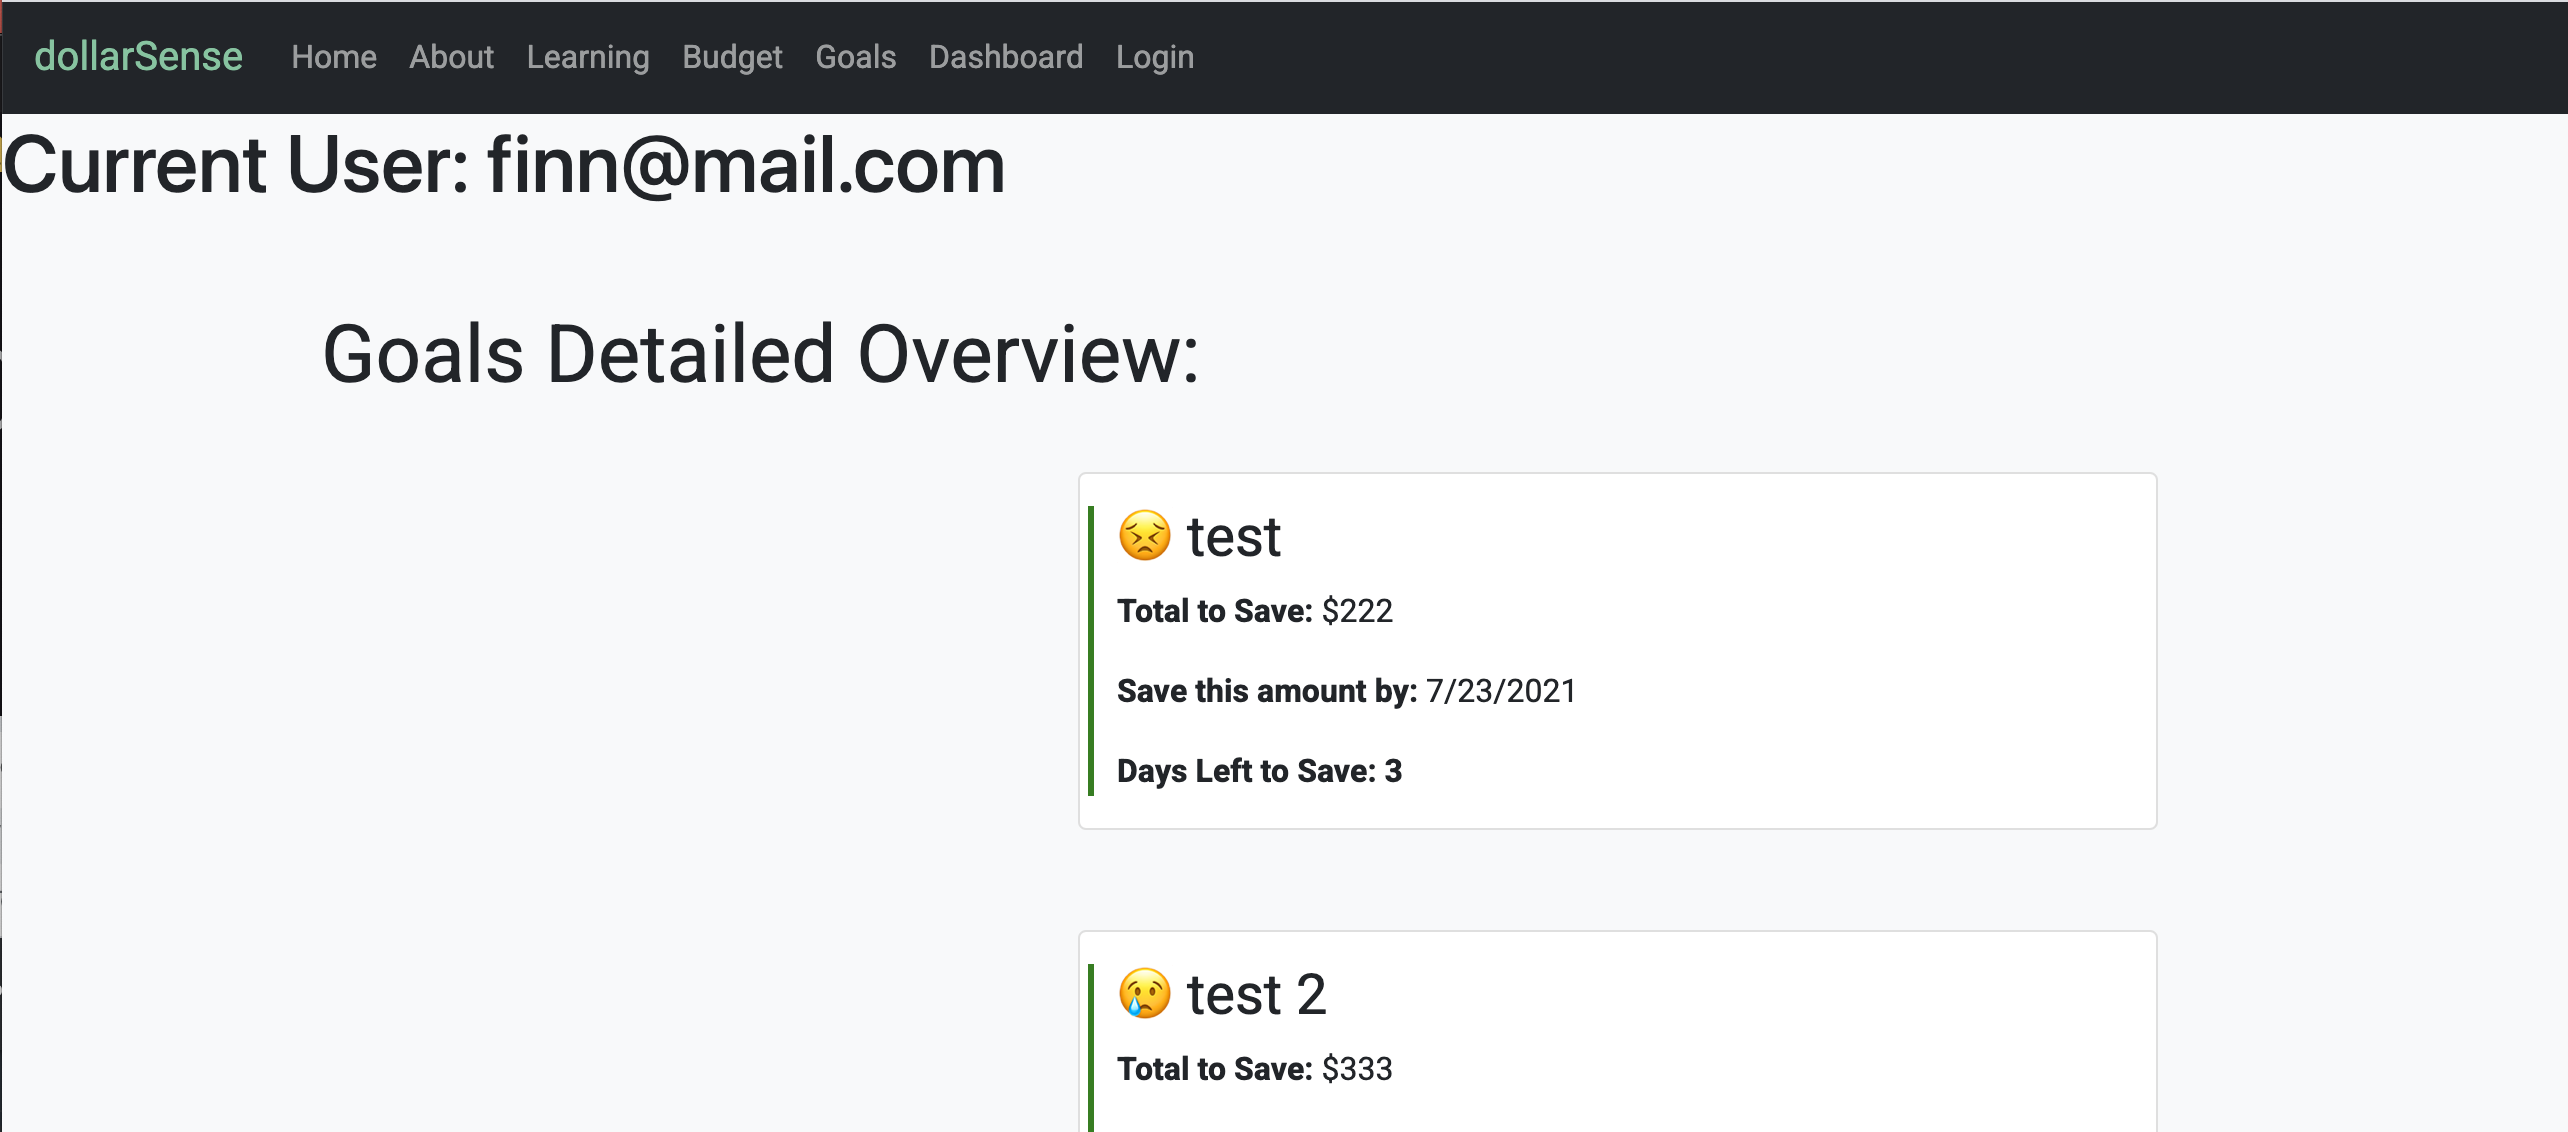 dollarSense Home About Learning Budget Goals Dashboard Login
Current User: finn@mail.com
Goals Detailed Overview:
😣 test
Total to Save: $222
Save this amount by: 7/23/2021
Days Left to Save: 3
😢 test 2
Total to Save: $333